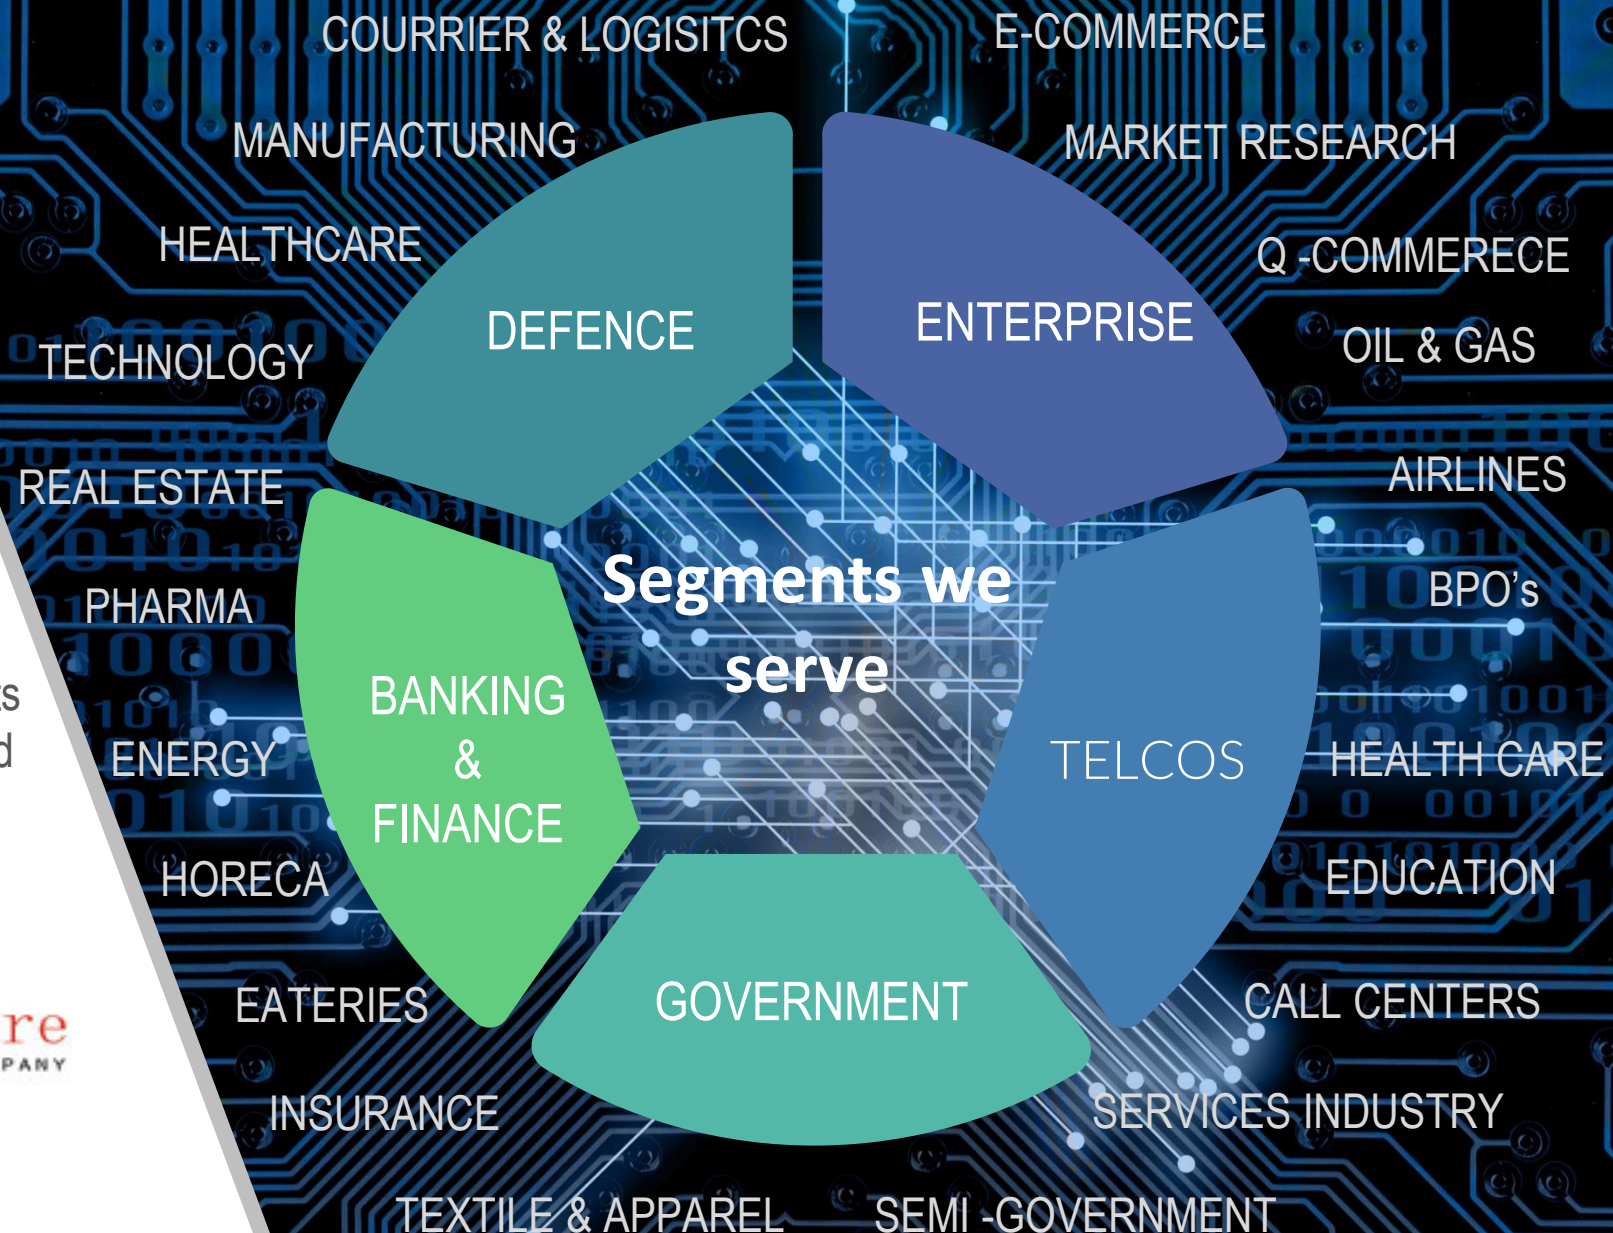 COURRIER & LOGISITCS
E-COMMERCE
MANUFACTURING
MARKET RESEARCH
HEALTHCARE
Q -COMMERECE
DEFENCE
ENTERPRISE
TECHNOLOGY
OIL & GAS
REAL ESTATE
AIRLINES
Segments we
serve
PHARMA
BPO's
BANKING
&
FINANCE
TELCOS
ENERGY
HEALTH CARE
HORECA
EDUCATION
EATERIES
GOVERNMENT
CALL CENTERS
INSURANCE
SERVICES INDUSTRY
TEXTILE & APPAREL
SEMI -GOVERNMENT